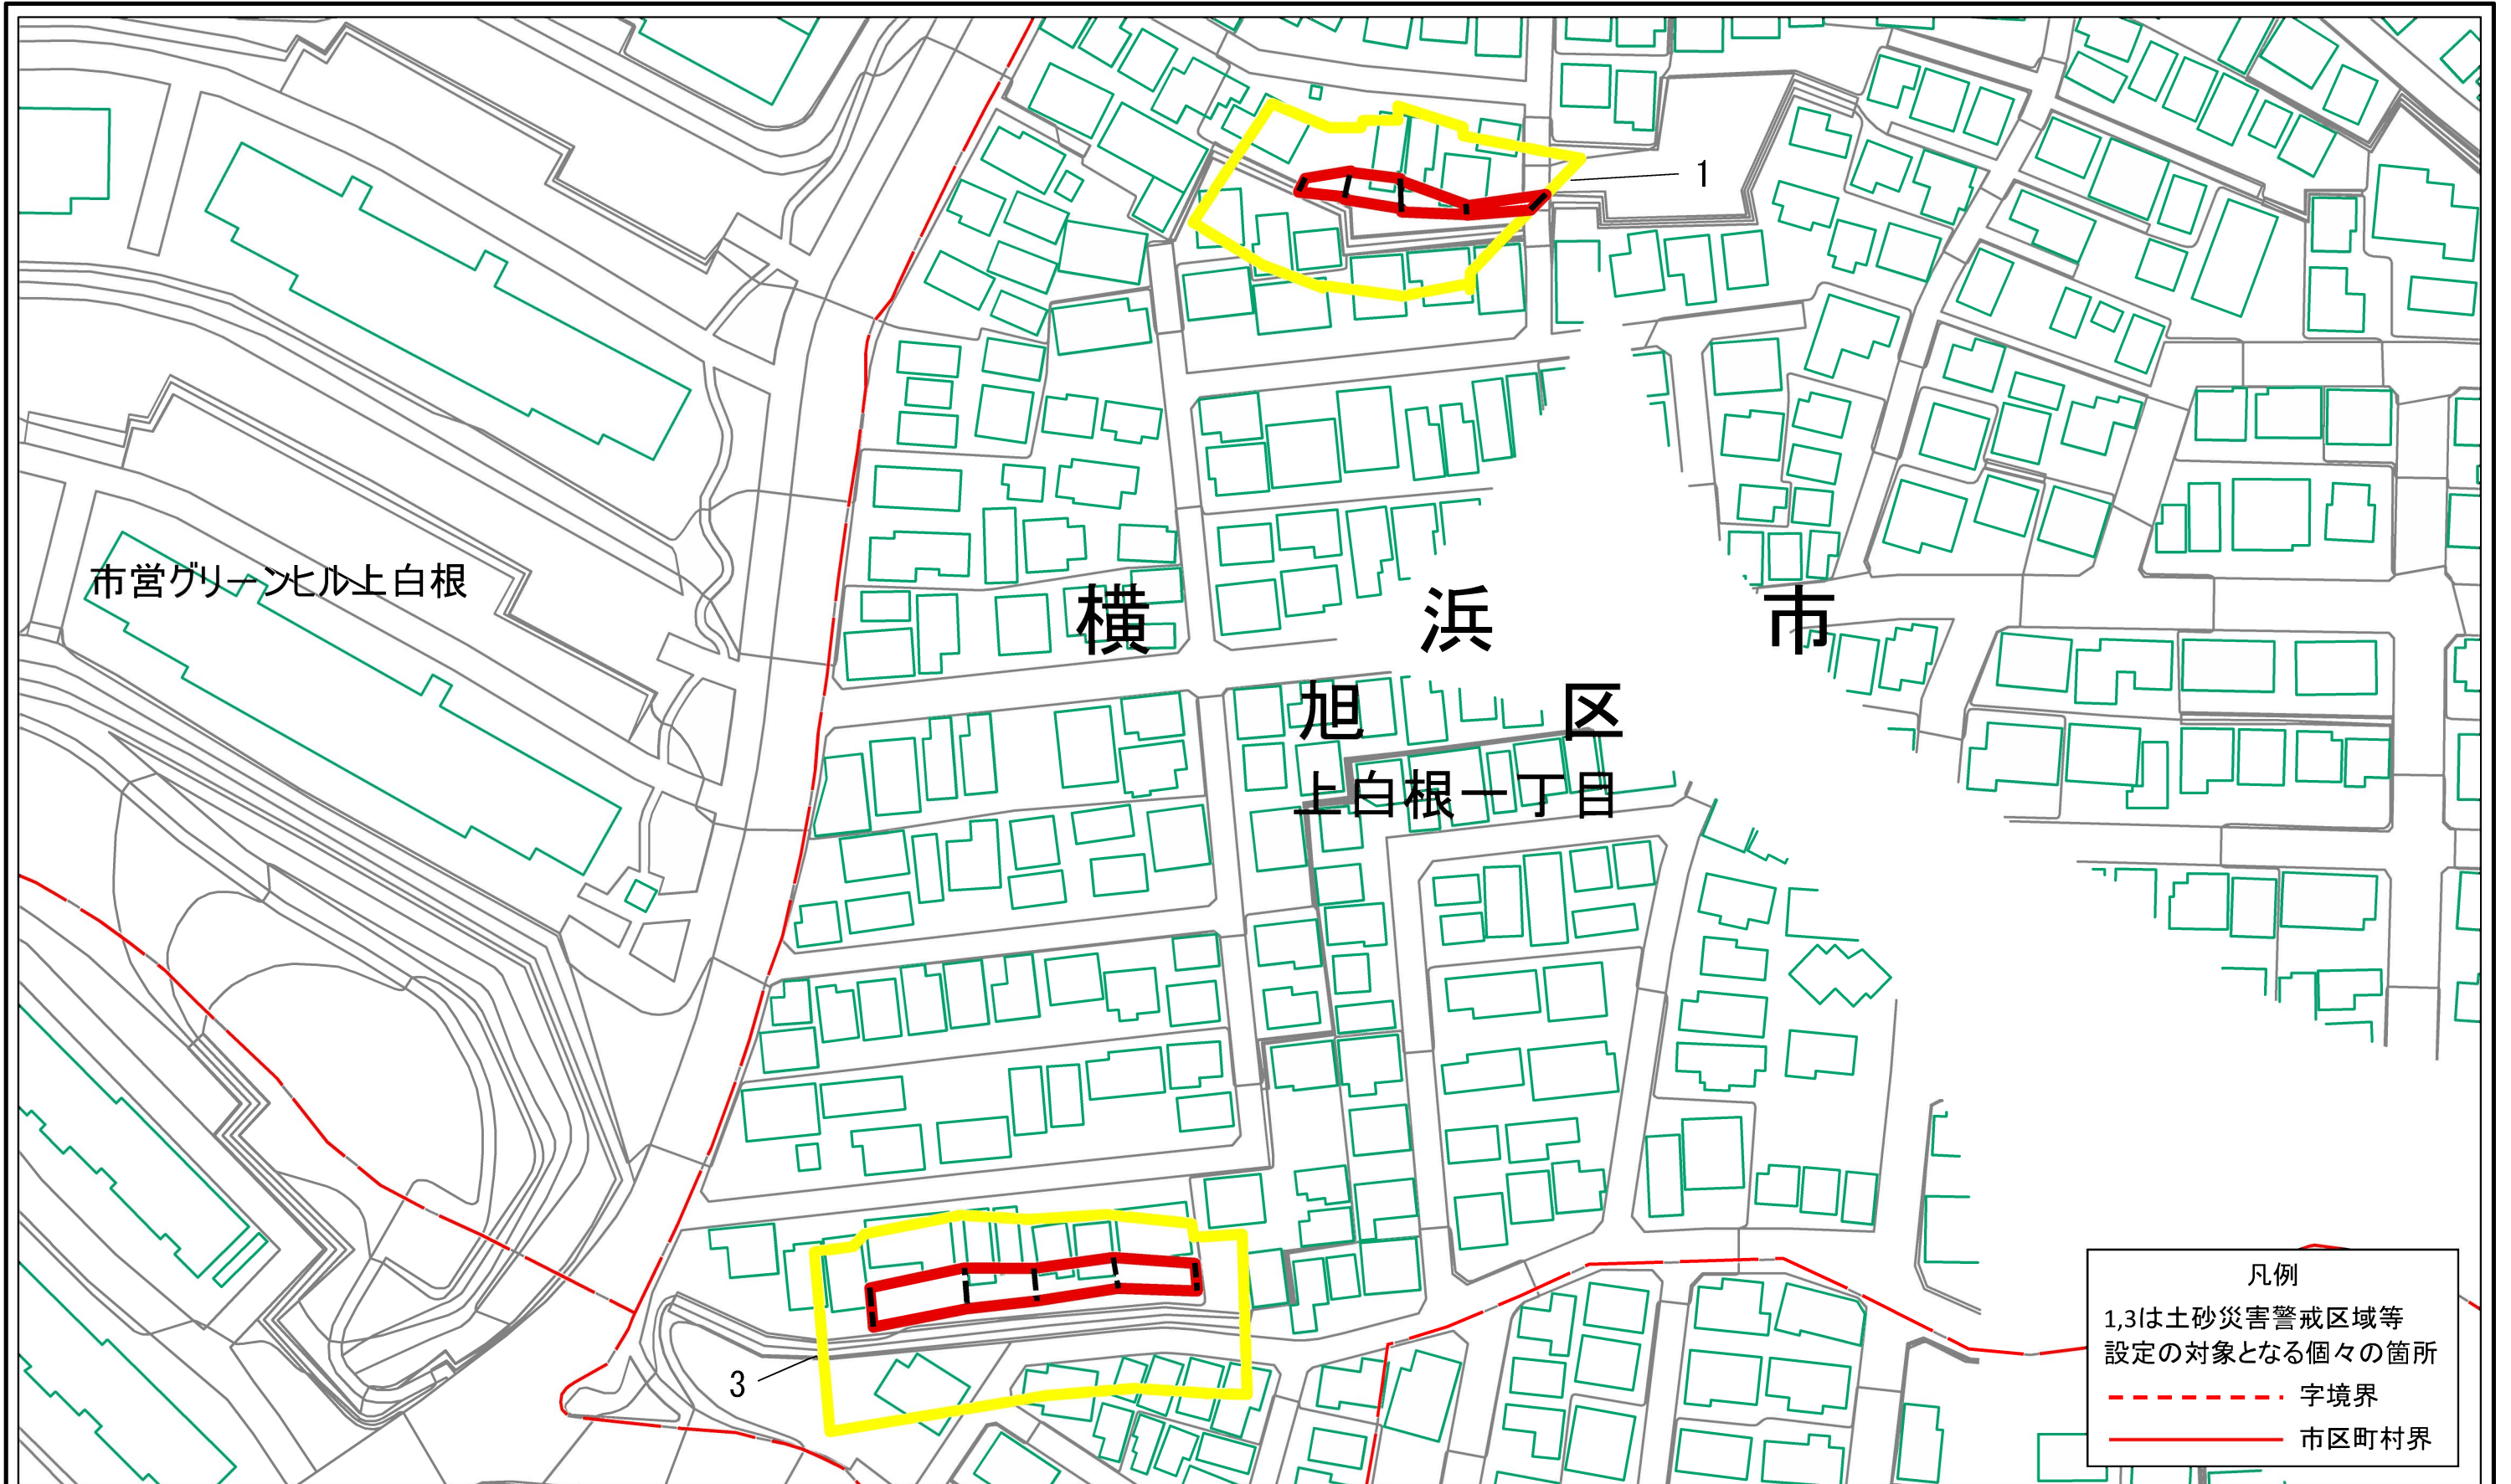 1
市営グリーンヒル上白根
横浜市
旭区
上白根一丁目
3
凡例
1,3は土砂災害警戒区域等
設定の対象となる個々の箇所
字境界
市区町村界